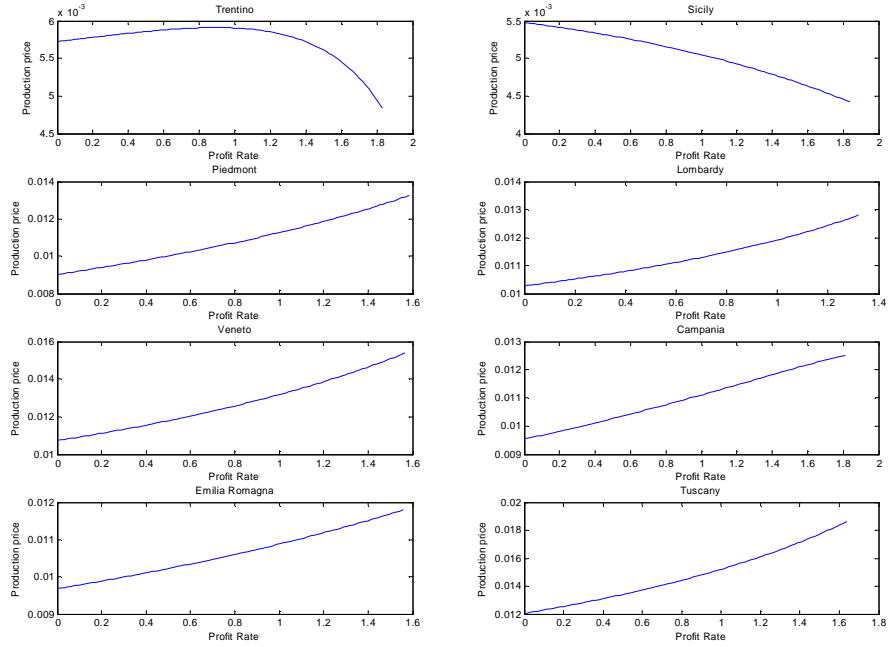 Trentino
x 10^-3
6
5.5
5
4.5
Production price
0 0.2 0.4 0.6 0.8 1 1.2 1.4 1.6 1.8 2
Profit Rate
Sicily
x 10^-3
5.5
5
4.5
4
Production price
0 0.2 0.4 0.6 0.8 1 1.2 1.4 1.6 1.8 2
Profit Rate
Piedmont
0.014
0.012
0.01
0.008
Production price
0 0.2 0.4 0.6 0.8 1 1.2 1.4 1.6
Profit Rate
Lombardy
0.014
0.013
0.012
0.011
0.01
Production price
0 0.2 0.4 0.6 0.8 1 1.2 1.4
Profit Rate
Veneto
0.016
0.014
0.012
0.01
Production price
0 0.2 0.4 0.6 0.8 1 1.2 1.4 1.6
Profit Rate
Campania
0.013
0.012
0.011
0.01
0.009
Production price
0 0.2 0.4 0.6 0.8 1 1.2 1.4 1.6 1.8 2
Profit Rate
Emilia Romagna
0.012
0.011
0.01
0.009
Production price
0 0.2 0.4 0.6 0.8 1 1.2 1.4 1.6
Profit Rate
Tuscany
0.02
0.018
0.016
0.014
0.012
Production price
0 0.2 0.4 0.6 0.8 1 1.2 1.4 1.6 1.8
Profit Rate